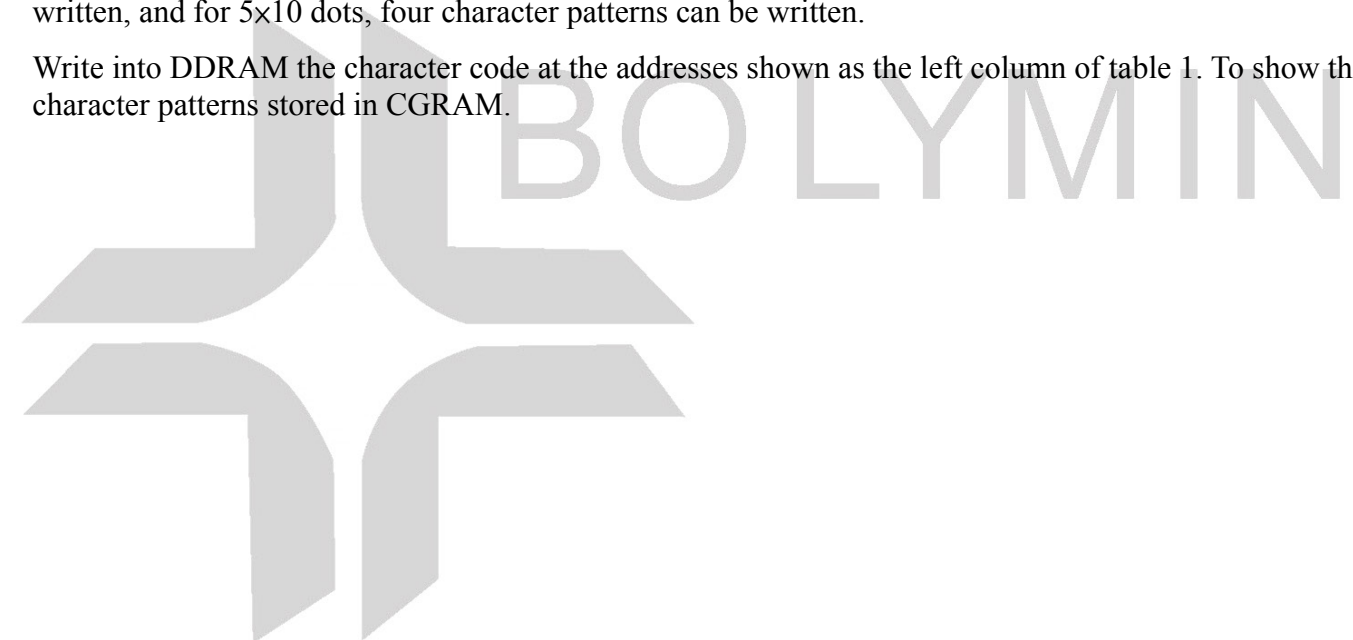 written, and for 5×10 dots, four character patterns can be written.
Write into DDRAM the character code at the addresses shown as the left column of table 1. To show th
character patterns stored in CGRAM.
BOLYMIN